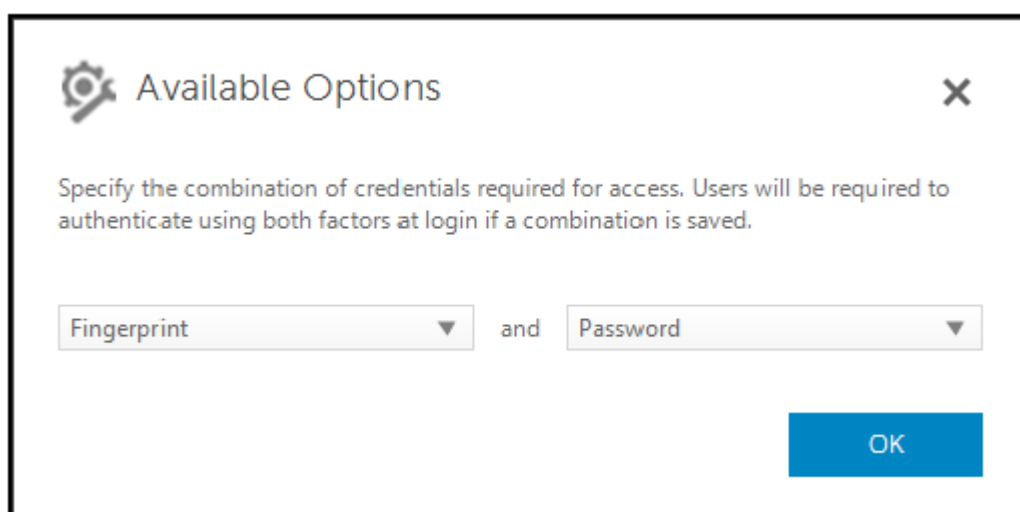 Available Options
Specify the combination of credentials required for access. Users will be required to
authenticate using both factors at login if a combination is saved.
Fingerprint and Password
OK